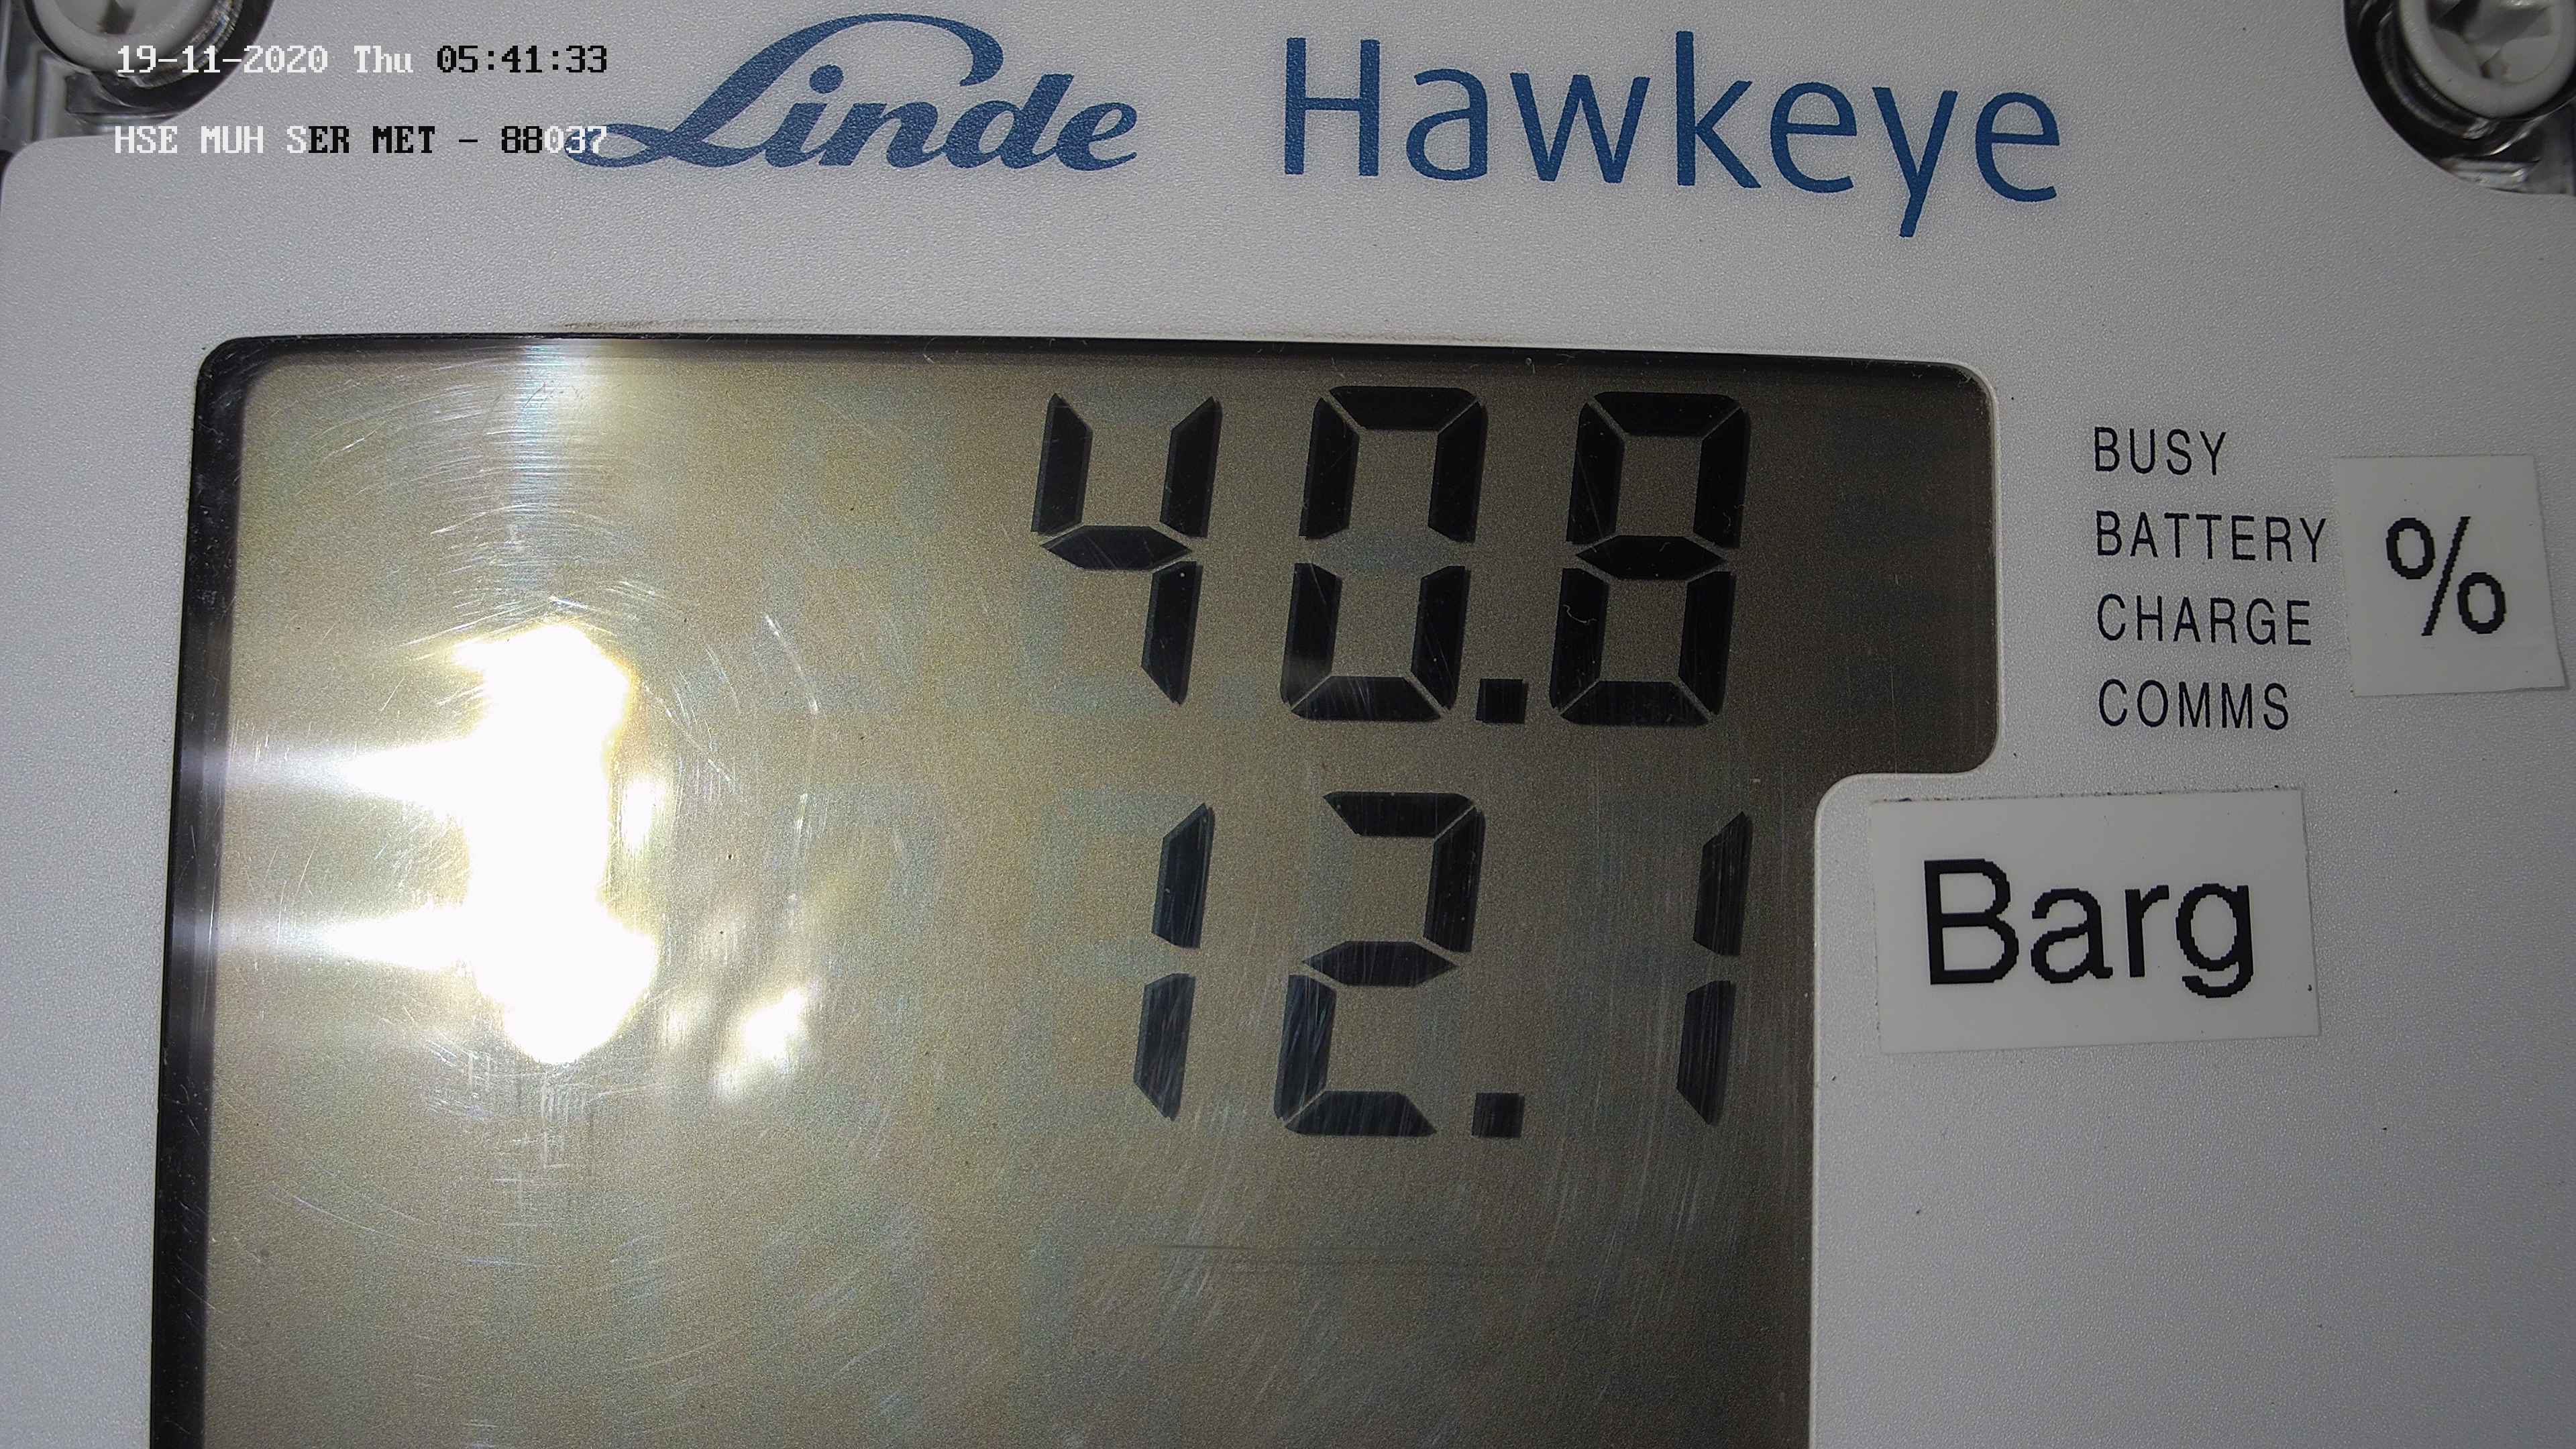 19-11-2020 Thu 05:41:33
HSE MUH SER MET - 88037
Linde Hawkeye
40.8
BUSY
BATTERY
CHARGE
COMMS
%
12.1
Barg